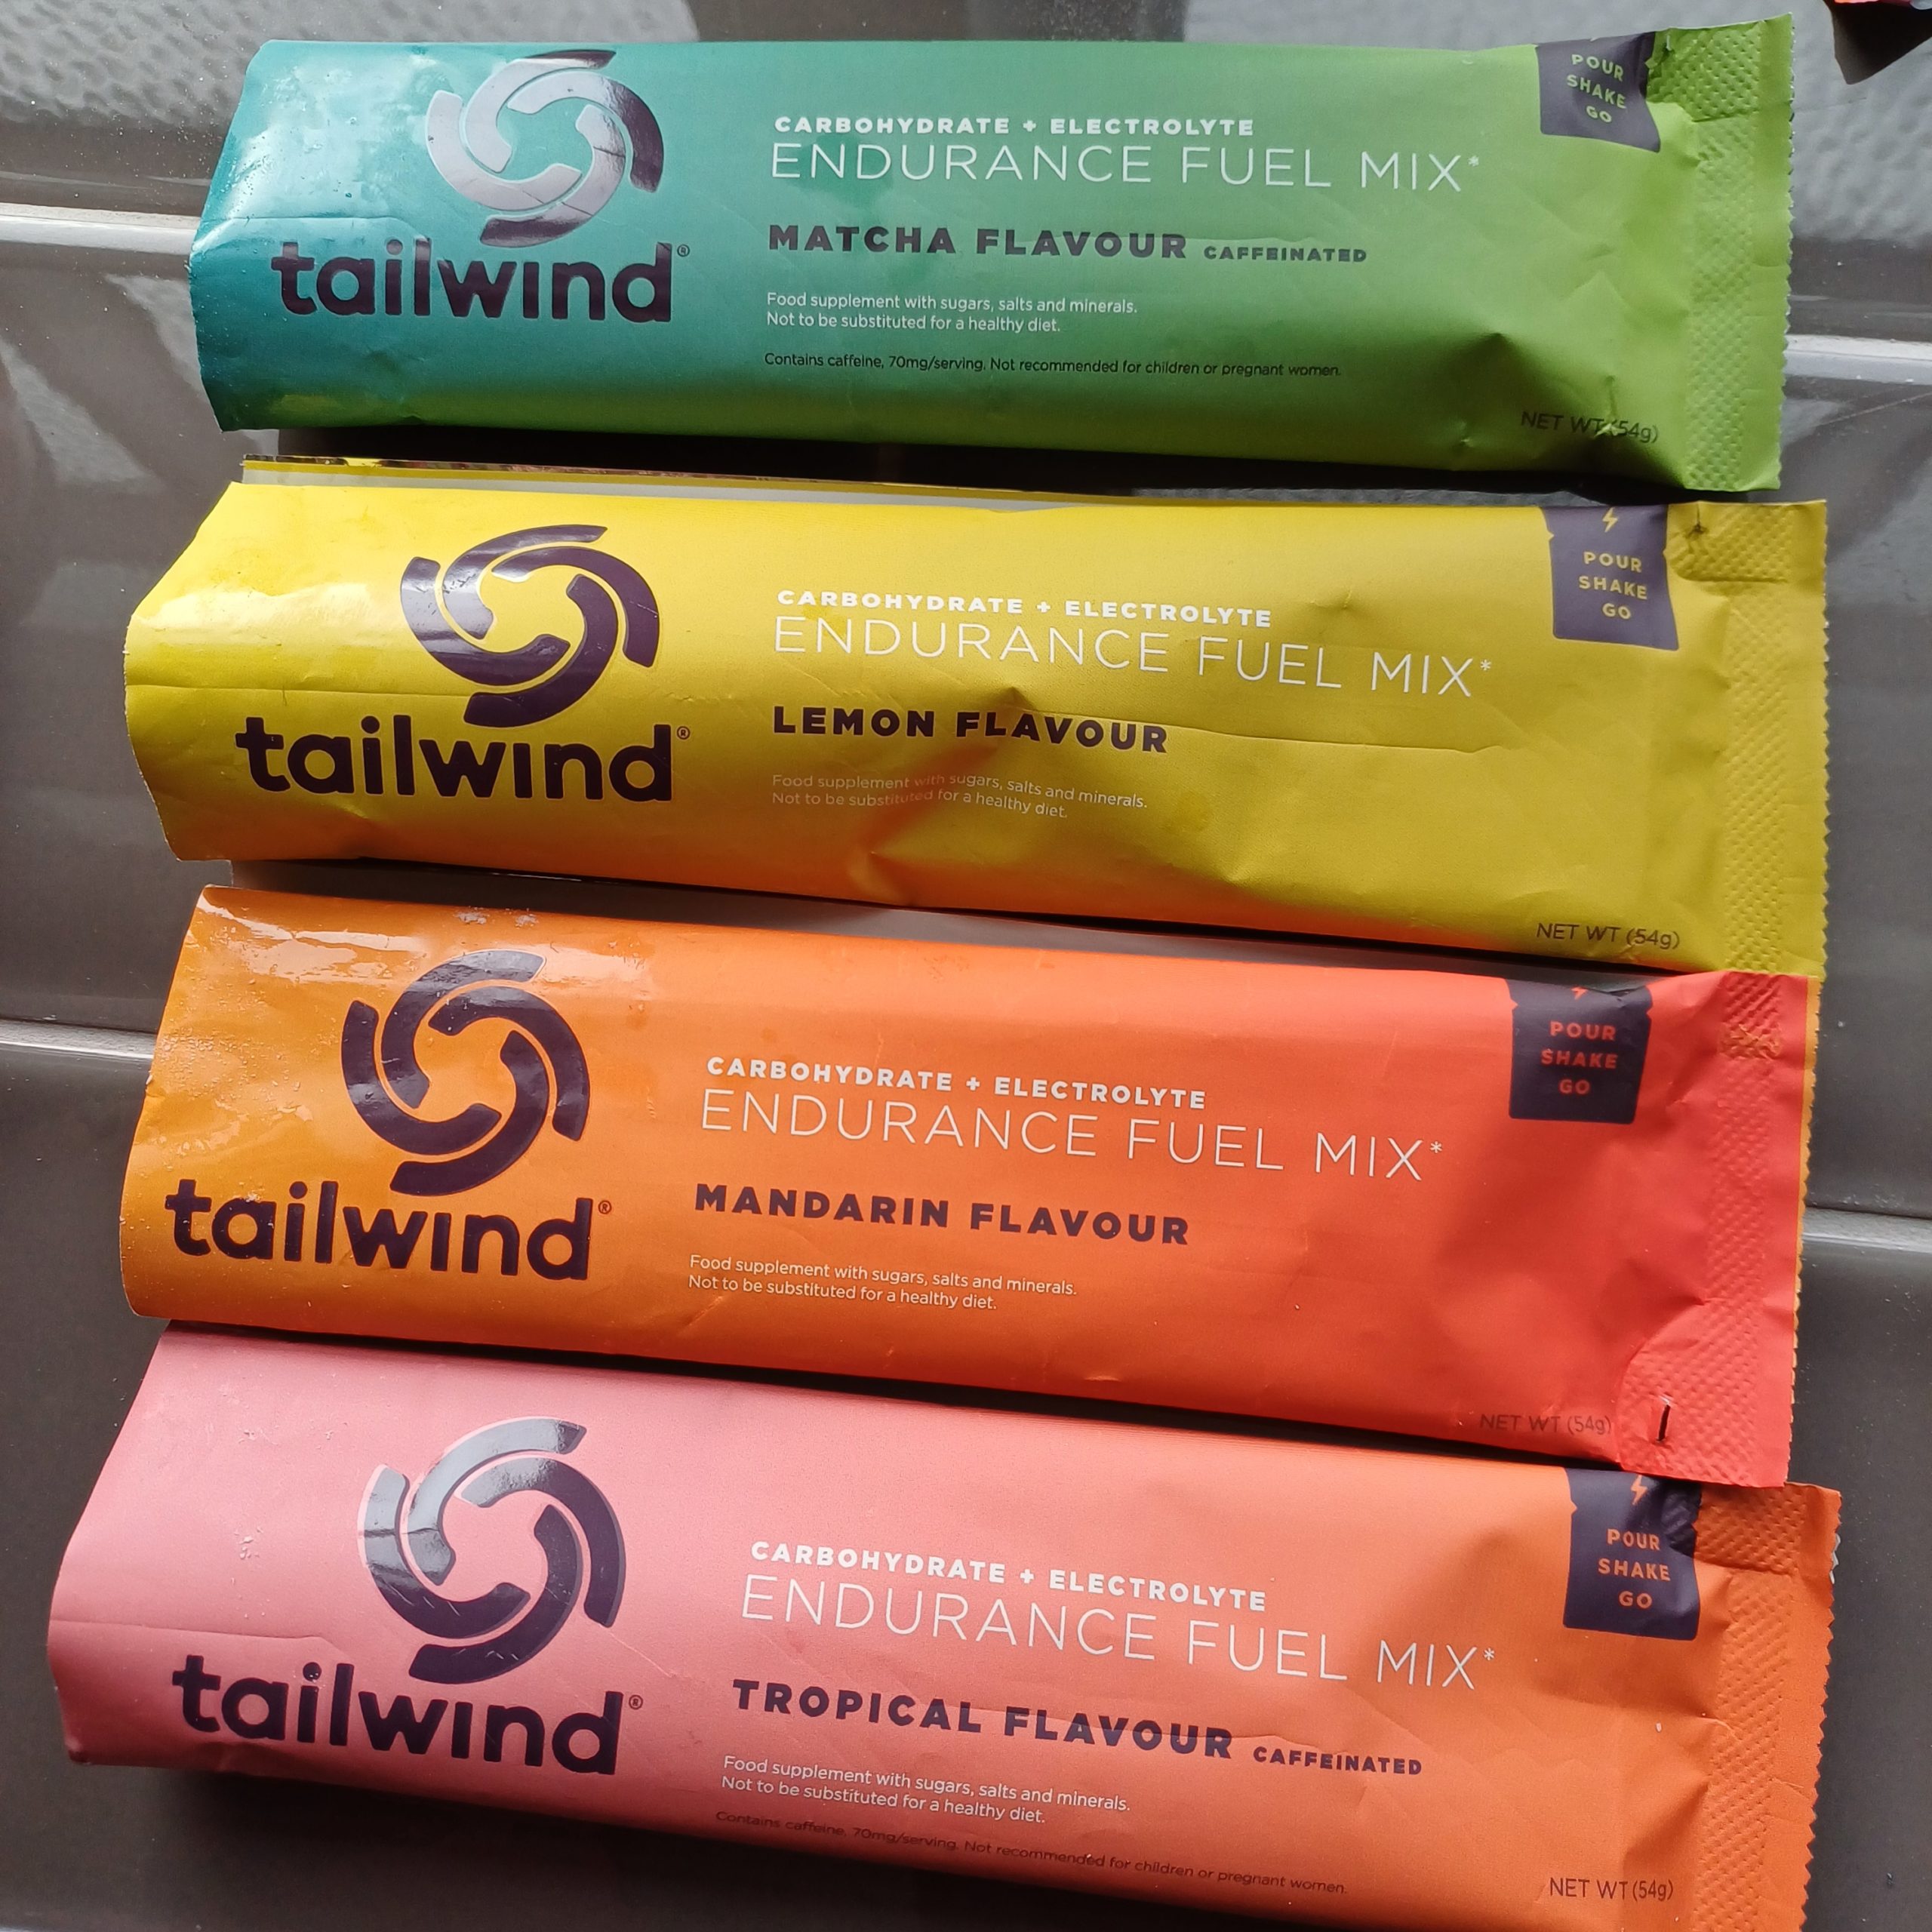 tailwind®
CARBOHYDRATE + ELECTROLYTE
ENDURANCE FUEL MIX*
MATCHA FLAVOUR CAFFEINATED
Food supplement with sugars, salts and minerals.
Not to be substituted for a healthy diet.
Contains caffeine, 70mg/serving. Not recommended for children or pregnant women.
POUR
SHAKE
GO
NET WT (54g)
tailwind®
CARBOHYDRATE + ELECTROLYTE
ENDURANCE FUEL MIX*
LEMON FLAVOUR
Food supplement with sugars, salts and minerals.
Not to be substituted for a healthy diet.
POUR
SHAKE
GO
NET WT (54g)
tailwind®
CARBOHYDRATE + ELECTROLYTE
ENDURANCE FUEL MIX*
MANDARIN FLAVOUR
Food supplement with sugars, salts and minerals.
Not to be substituted for a healthy diet.
POUR
SHAKE
GO
NET WT (54g)
tailwind®
CARBOHYDRATE + ELECTROLYTE
ENDURANCE FUEL MIX*
TROPICAL FLAVOUR CAFFEINATED
Food supplement with sugars, salts and minerals.
Not to be substituted for a healthy diet.
Contains caffeine, 70mg/serving. Not recommended for children or pregnant women.
POUR
SHAKE
GO
NET WT (54g)